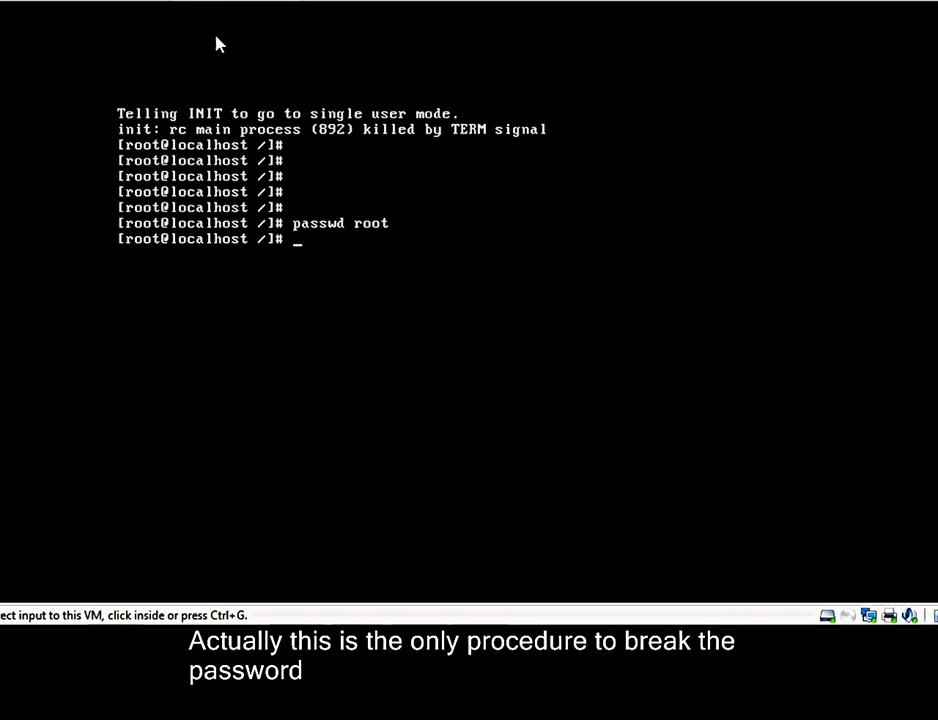 Telling INIT to go to single user mode.
init: rc main process (892) killed by TERM signal
[root@localhost /]#
[root@localhost /]#
[root@localhost /]#
[root@localhost /]#
[root@localhost /]#
[root@localhost /]# passwd root
[root@localhost /]# _
ect input to this VM, click inside or press Ctrl+G.
Actually this is the only procedure to break the
password